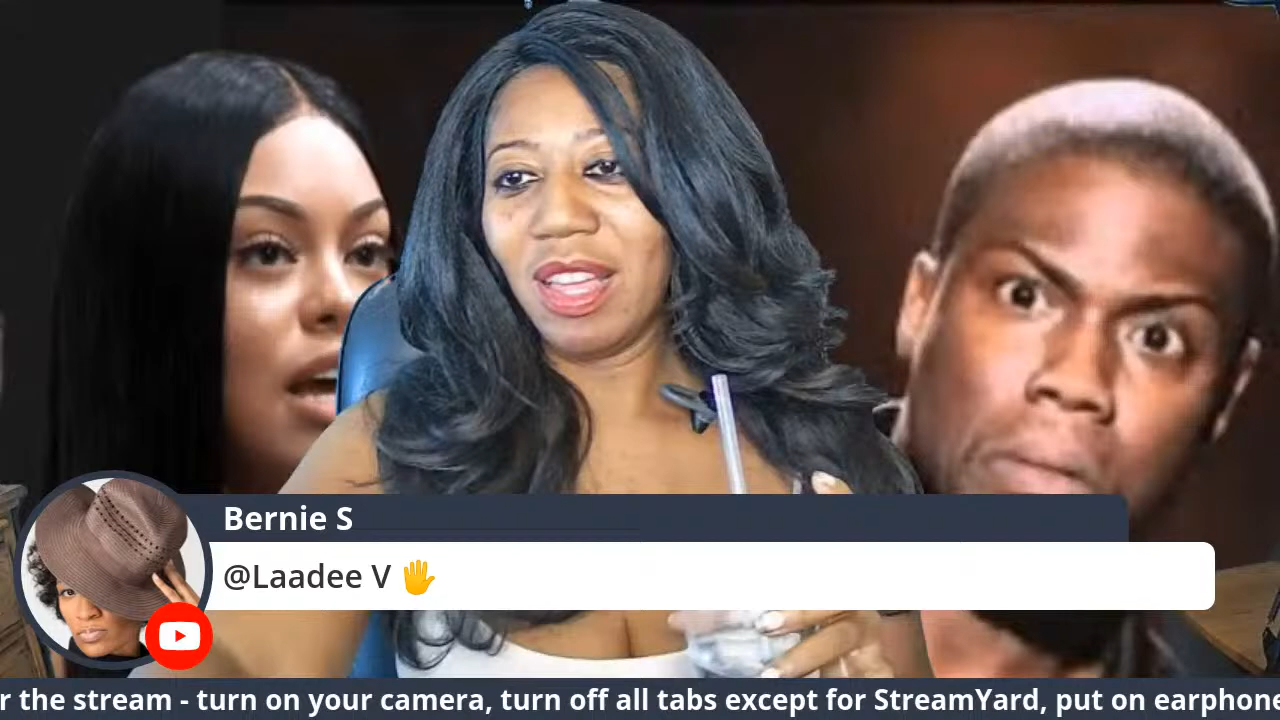 Bernie S
@Laadee V 🖐
r the stream - turn on your camera, turn off all tabs except for StreamYard, put on earphone